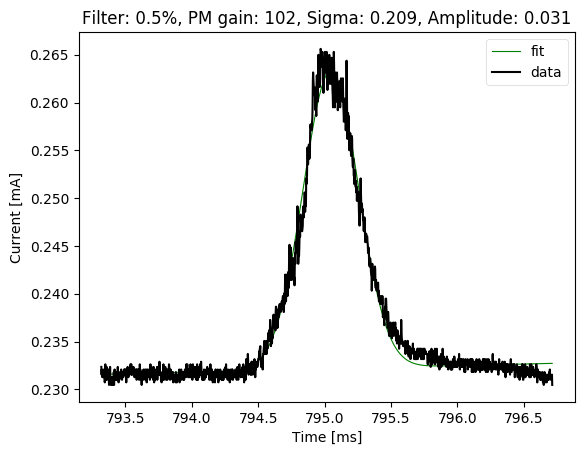 Filter: 0.5%, PM gain: 102, Sigma: 0.209, Amplitude: 0.031
fit
data
0.265
0.260
0.255
0.250
0.245
0.240
0.235
0.230
Current [mA]
793.5 794.0 794.5 795.0 795.5 796.0 796.5
Time [ms]